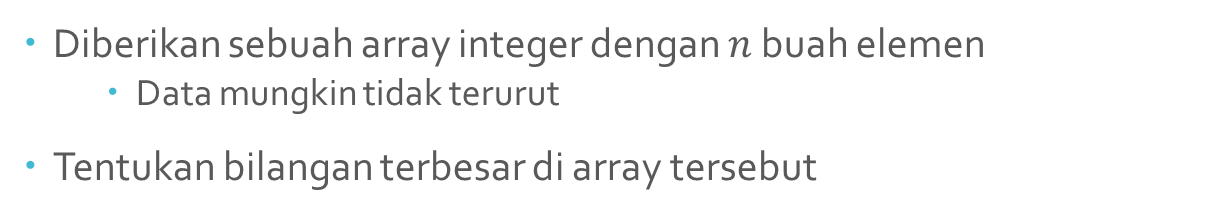 • Diberikan sebuah array integer dengan n buah elemen
• Data mungkin tidak terurut
• Tentukan bilangan terbesar di array tersebut